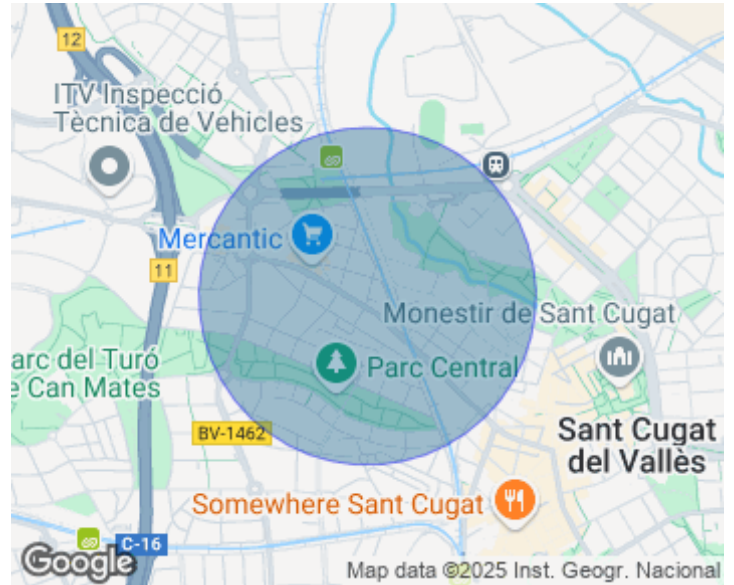 12
ITV Inspecció
Tècnica de Vehicles
Mercantic
11
Monestir de Sant Cugat
arc del Turó
e Can Mates
Parc Central
BV-1462
Sant Cugat
del Vallès
Somewhere Sant Cugat
C-16
Google
Map data ©2025 Inst. Geogr. Nacional